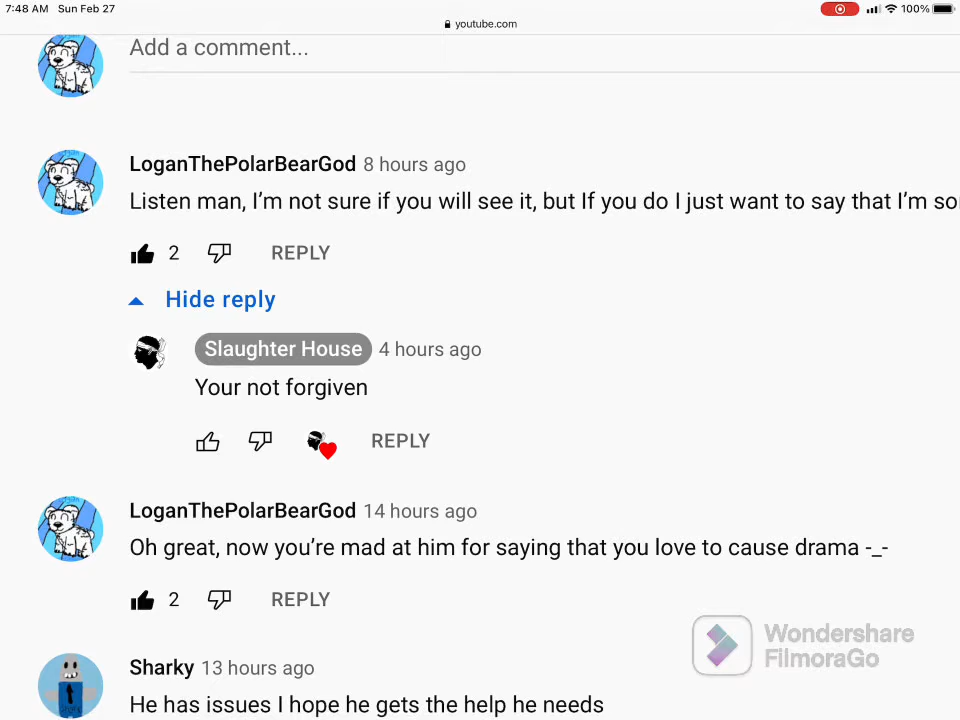 7:48 AM Sun Feb 27
100%
youtube.com
Add a comment...
LoganThePolarBearGod 8 hours ago
Listen man, I'm not sure if you will see it, but If you do I just want to say that I'm so
2 REPLY
Hide reply
Slaughter House 4 hours ago
Your not forgiven
REPLY
LoganThePolarBearGod 14 hours ago
Oh great, now you're mad at him for saying that you love to cause drama -_-
2 REPLY
Wondershare
FilmoraGo
Sharky 13 hours ago
He has issues I hope he gets the help he needs